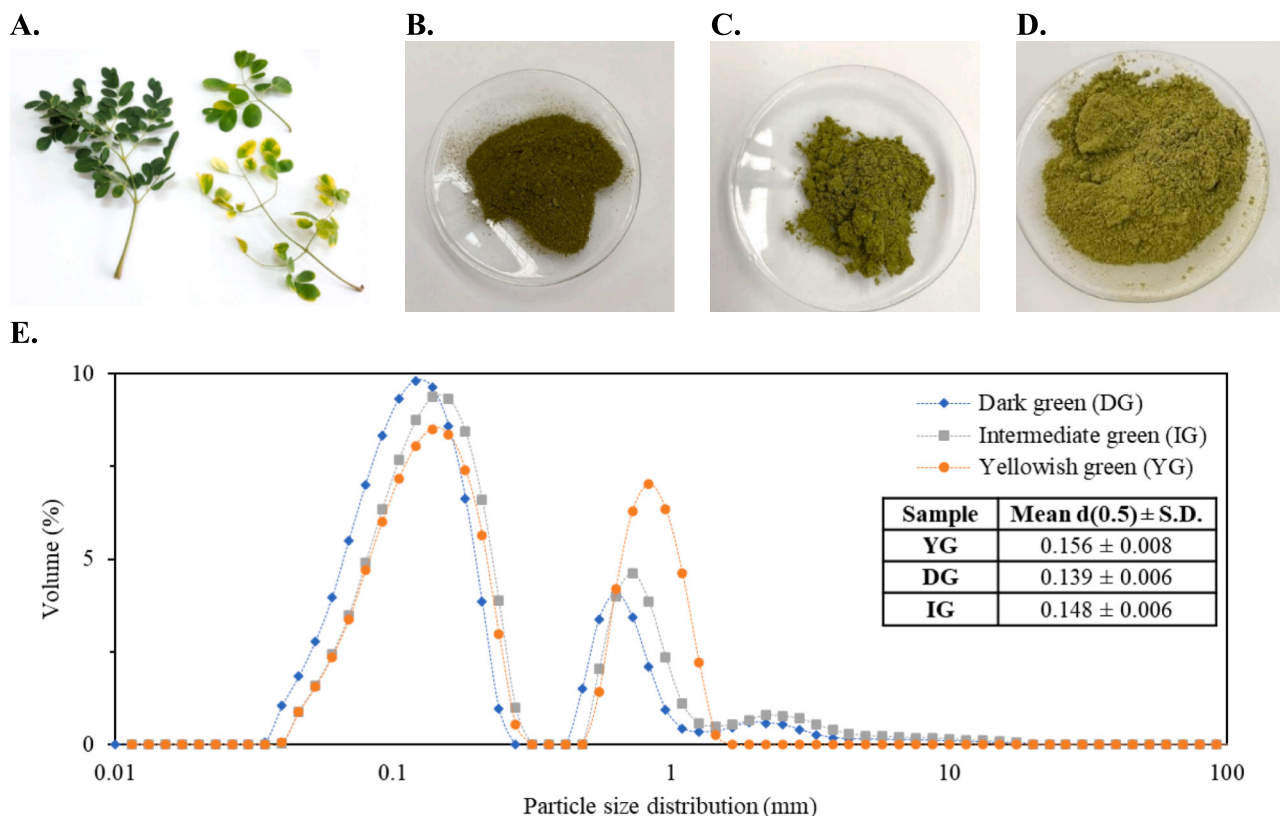 A.
B.
C.
D.
E.
10
5
0
Volume (%)
0.01
0.1
1
10
100
Particle size distribution (mm)
Dark green (DG)
Intermediate green (IG)
Yellowish green (YG)
Sample Mean d(0.5) ± S.D.
YG 0.156 ± 0.008
DG 0.139 ± 0.006
IG 0.148 ± 0.006